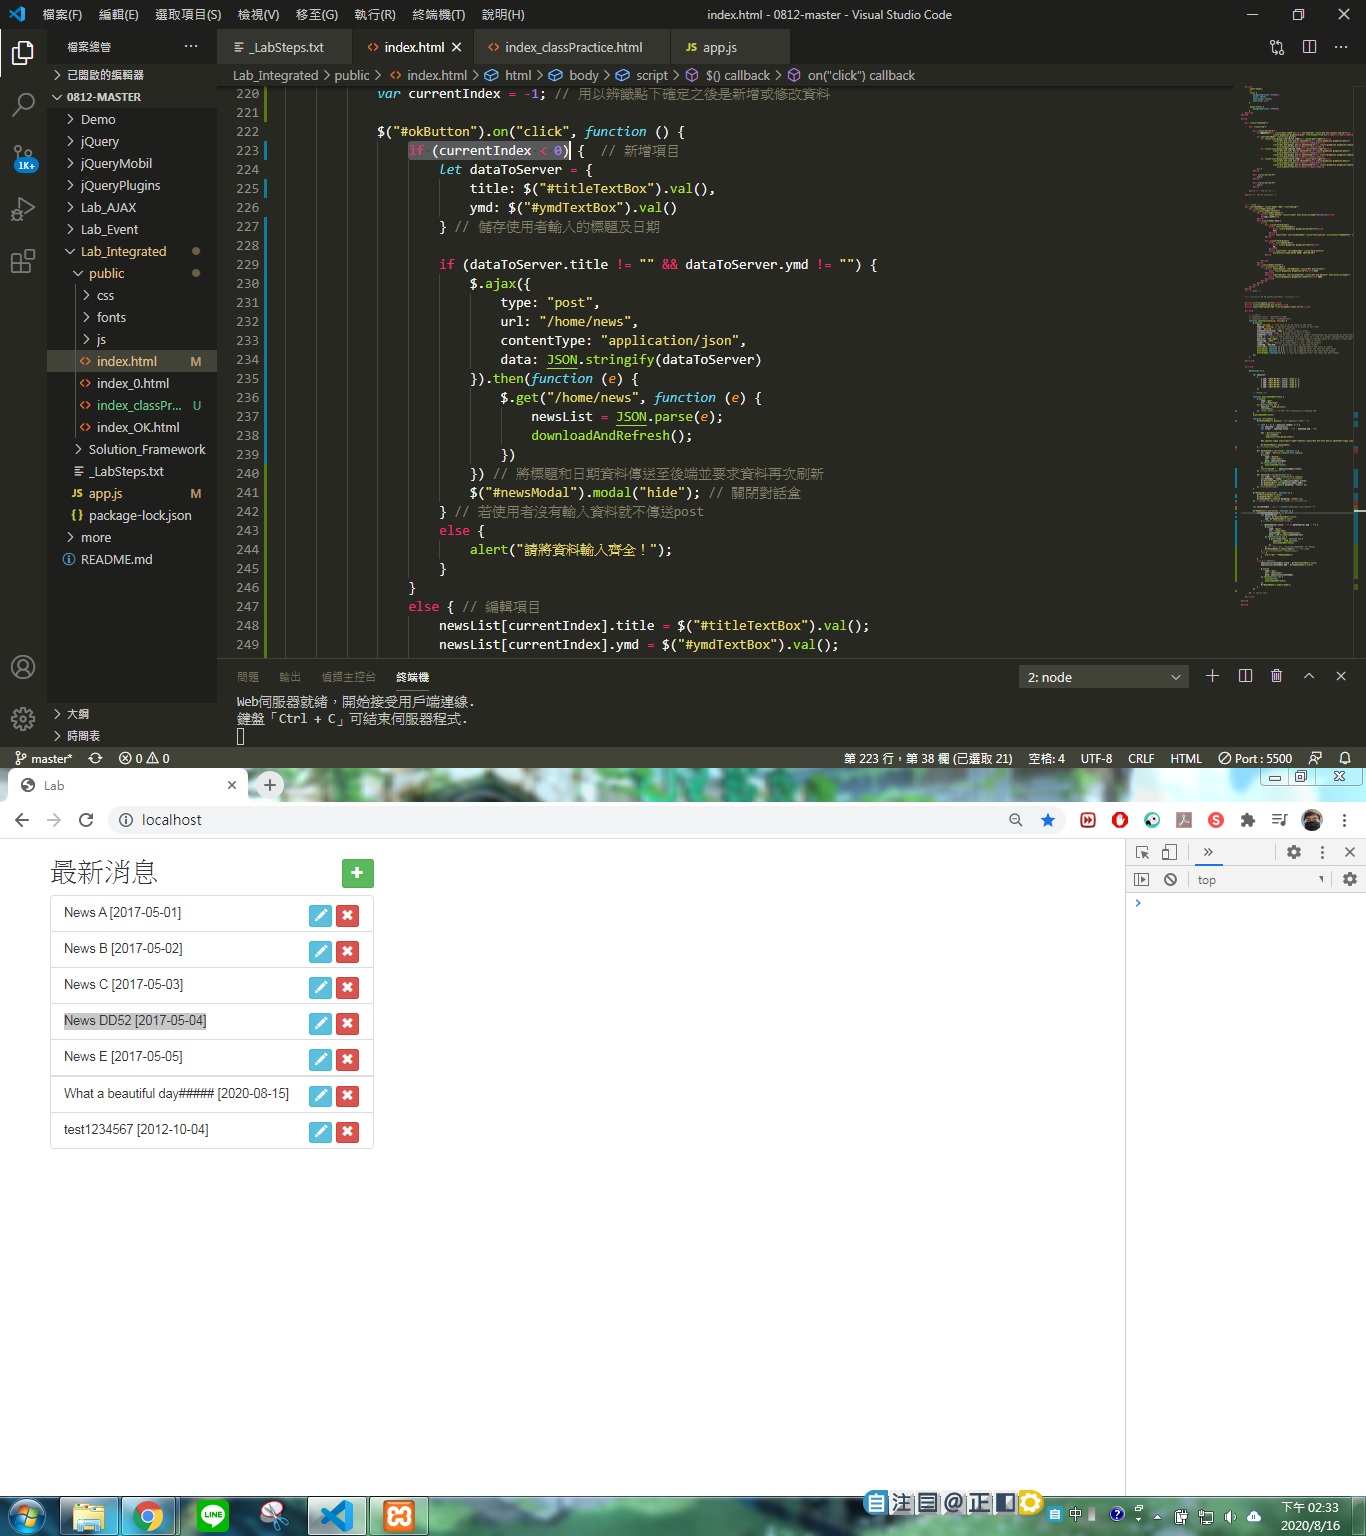 檔案(F) 編輯(E) 選取項目(S) 檢視(V) 移至(G) 執行(R) 終端機(T) 說明(H) index.html - 0812-master - Visual Studio Code
檔案總管 ···
_LabSteps.txt index.html index_classPractice.html JS app.js
已開啟的編輯器
0812-MASTER
Demo
jQuery
jQueryMobil
jQueryPlugins
Lab_AJAX
Lab_Event
Lab_Integrated
public
css
fonts
js
index.html M
index_0.html
index_classPr... U
index_OK.html
Solution_Framework
_LabSteps.txt
JS app.js M
package-lock.json
more
README.md
大綱
時間表
1K+
Lab_Integrated > public > index.html > html > body > script > $() callback > on("click") callback
220 var currentIndex = -1; // 用以辨識點下確定之後是新增或修改資料
221
222 $("#okButton").on("click", function () {
223 if (currentIndex < 0) { // 新增項目
224 let dataToServer = {
225 title: $("#titleTextBox").val(),
226 ymd: $("#ymdTextBox").val()
227 } // 儲存使用者輸入的標題及日期
228
229 if (dataToServer.title != "" && dataToServer.ymd != "") {
230 $.ajax({
231 type: "post",
232 url: "/home/news",
233 contentType: "application/json",
234 data: JSON.stringify(dataToServer)
235 }).then(function (e) {
236 $.get("/home/news", function (e) {
237 newsList = JSON.parse(e);
238 downloadAndRefresh();
239 })
240 }) // 將標題和日期資料傳送至後端並要求資料再次刷新
241 $("#newsModal").modal("hide"); // 關閉對話盒
242 } // 若使用者沒有輸入資料就不傳送post
243 else {
244 alert("請將資料輸入齊全！");
245 }
246 }
247 else { // 編輯項目
248 newsList[currentIndex].title = $("#titleTextBox").val();
249 newsList[currentIndex].ymd = $("#ymdTextBox").val();
問題 輸出 偵錯主控台 終端機 2: node
Web伺服器就緒，開始接受用戶端連線.
鍵盤「Ctrl + C」可結束伺服器程式.
master* 0 0 第 223 行，第 38 欄 (已選取 21) 空格: 4 UTF-8 CRLF HTML Port : 5500
Lab
localhost
最新消息
top
News A [2017-05-01]
News B [2017-05-02]
News C [2017-05-03]
News DD52 [2017-05-04]
News E [2017-05-05]
What a beautiful day##### [2020-08-15]
test1234567 [2012-10-04]
LINE
自 注 @ 正
自 中
下午 02:33
2020/8/16